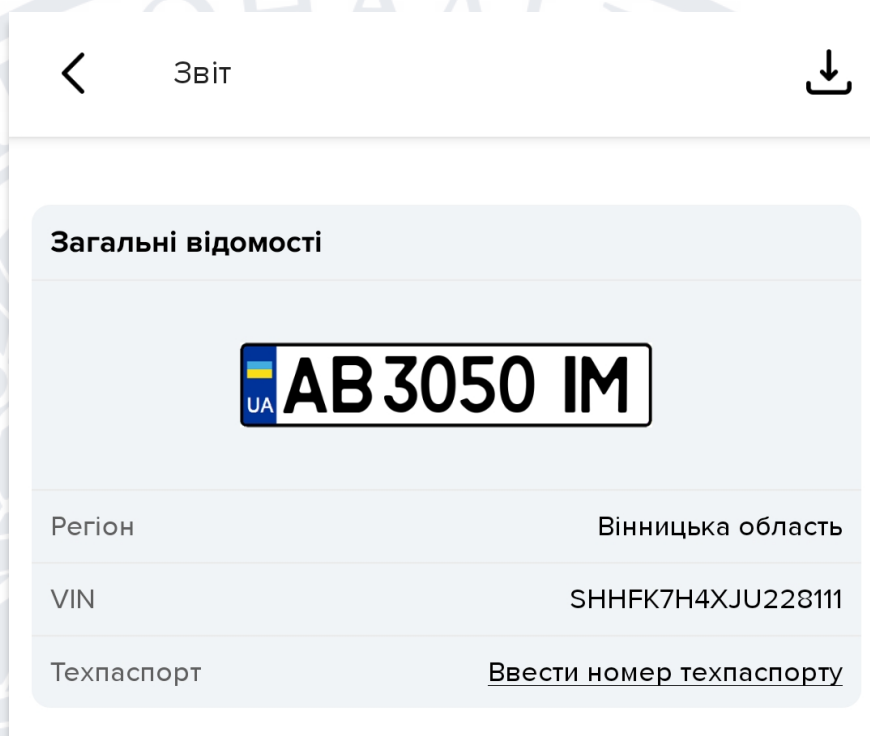 Звіт
Загальні відомості
UA AB 3050 IM
Регіон Вінницька область
VIN SHHFK7H4XJU228111
Техпаспорт Ввести номер техпаспорту